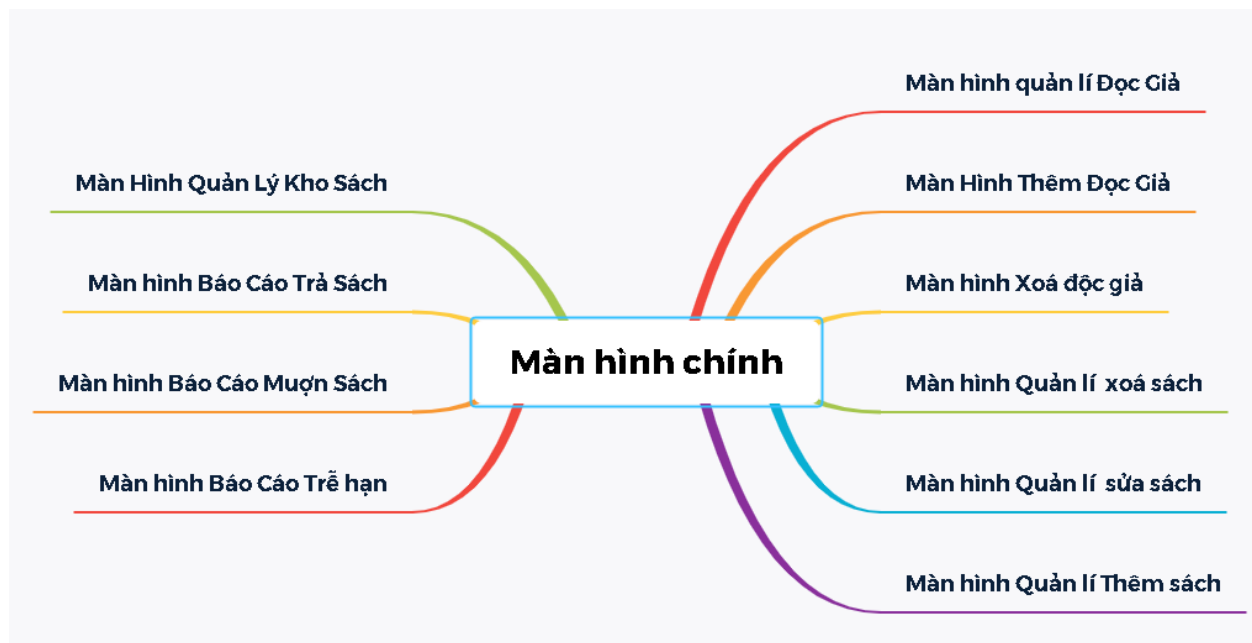 Màn hình quản lí Đọc Giả
Màn Hình Quản Lý Kho Sách
Màn Hình Thêm Đọc Giả
Màn hình Báo Cáo Trả Sách
Màn hình Xoá độc giả
Màn hình chính
Màn hình Báo Cáo Muợn Sách
Màn hình Quản lí  xoá sách
Màn hình Báo Cáo Trễ hạn
Màn hình Quản lí  sửa sách
Màn hình Quản lí Thêm sách